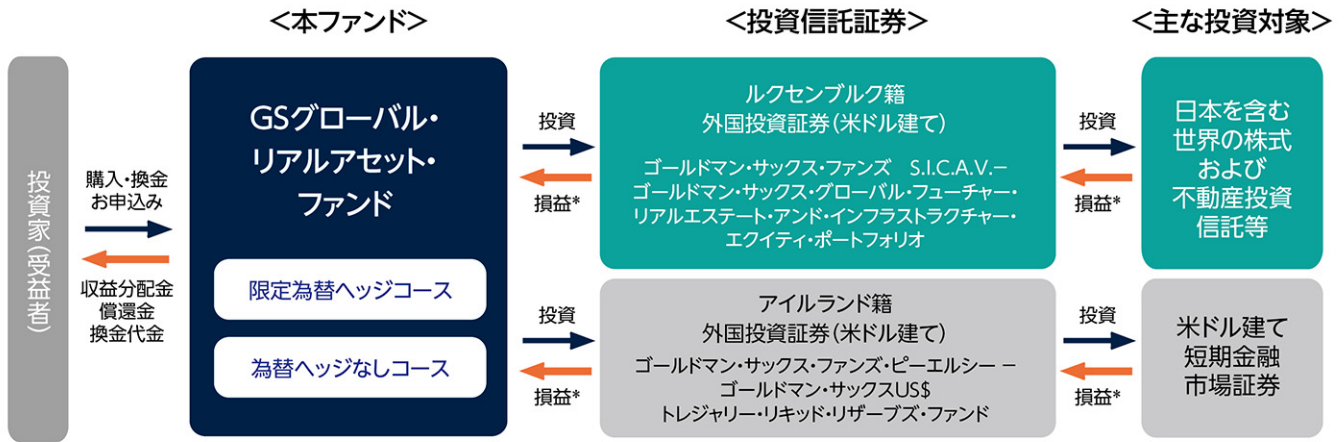 <本ファンド>
<投資信託証券>
<主な投資対象>
投資家(受益者)
購入・換金
お申込み
収益分配金
償還金
換金代金
GSグローバル・
リアルアセット・
ファンド
限定為替ヘッジコース
為替ヘッジなしコース
投資
損益*
ルクセンブルク籍
外国投資証券(米ドル建て)
ゴールドマン・サックス・ファンズ S.I.C.A.V.−
ゴールドマン・サックス・グローバル・フューチャー・
リアルエステート・アンド・インフラストラクチャー・
エクイティ・ポートフォリオ
投資
損益*
日本を含む
世界の株式
および
不動産投資
信託等
投資
損益*
アイルランド籍
外国投資証券(米ドル建て)
ゴールドマン・サックス・ファンズ・ピーエルシー −
ゴールドマン・サックスUS$
トレジャリー・リキッド・リザーブズ・ファンド
投資
損益*
米ドル建て
短期金融
市場証券